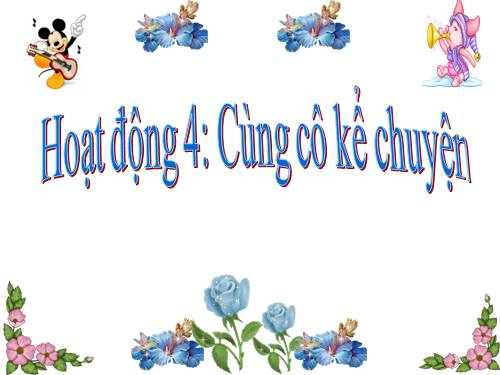 Hoạt động 4: Cùng cô kể chuyện